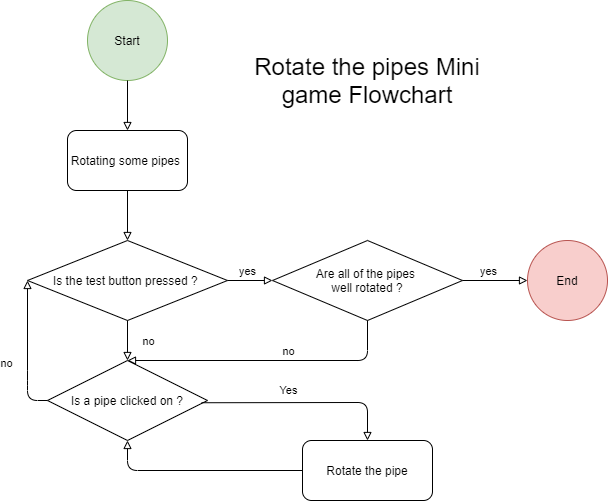 Start
Rotate the pipes Mini
game Flowchart
Rotating some pipes
Is the test button pressed ?
yes
Are all of the pipes
well rotated ?
yes
End
no
no
no
Is a pipe clicked on ?
Yes
Rotate the pipe